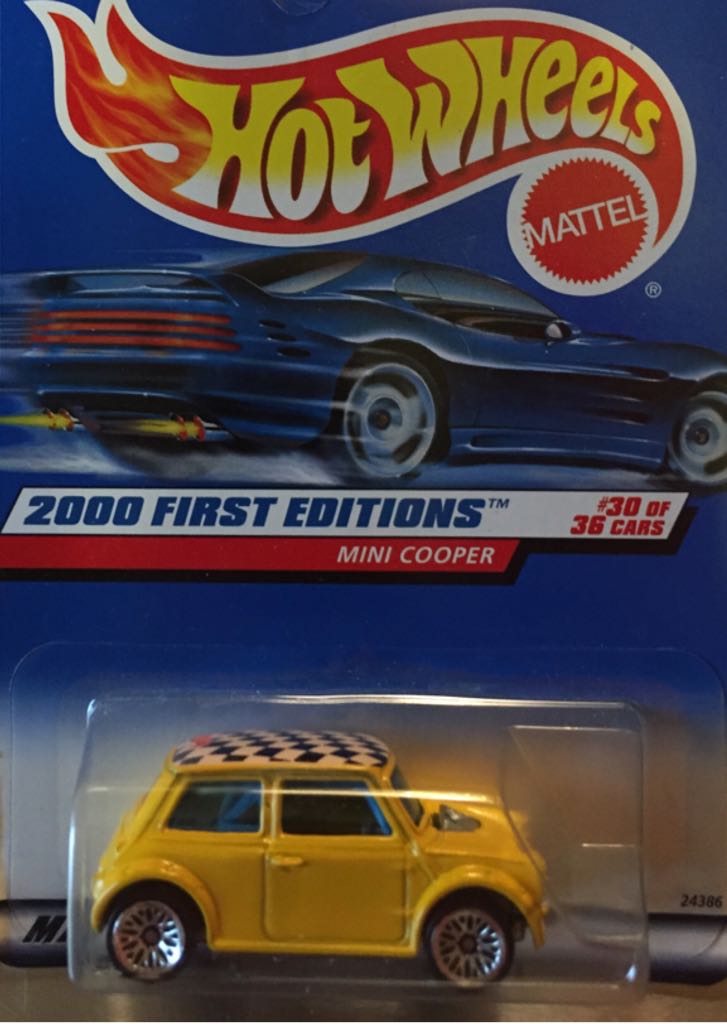 Hot Wheels
MATTEL
®
2000 FIRST EDITIONS™
#30 OF
36 CARS
MINI COOPER
24386